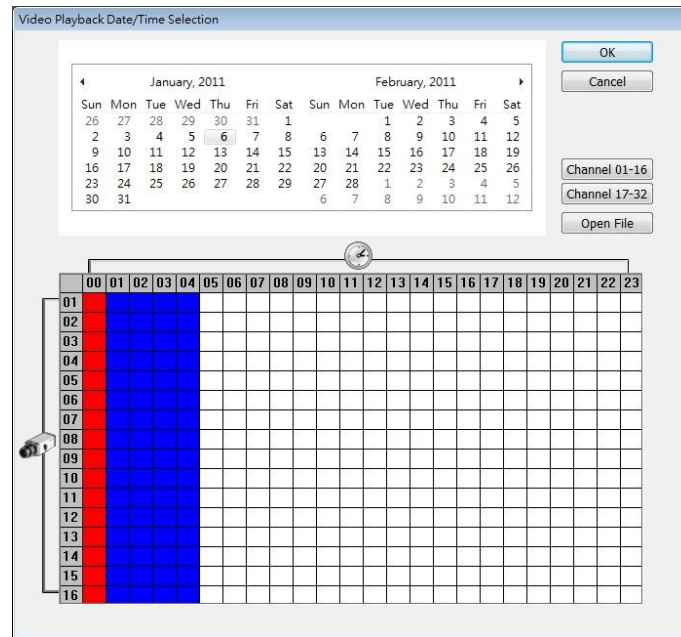 Video Playback Date/Time Selection
OK
Cancel
January, 2011
Sun Mon Tue Wed Thu Fri Sat
26 27 28 29 30 31 1
2 3 4 5 6 7 8
9 10 11 12 13 14 15
16 17 18 19 20 21 22
23 24 25 26 27 28 29
30 31
February, 2011
Sun Mon Tue Wed Thu Fri Sat
1 2 3 4 5
6 7 8 9 10 11 12
13 14 15 16 17 18 19
20 21 22 23 24 25 26
27 28 1 2 3 4 5
6 7 8 9 10 11 12
Channel 01-16
Channel 17-32
Open File
00 01 02 03 04 05 06 07 08 09 10 11 12 13 14 15 16 17 18 19 20 21 22 23
01
02
03
04
05
06
07
08
09
10
11
12
13
14
15
16